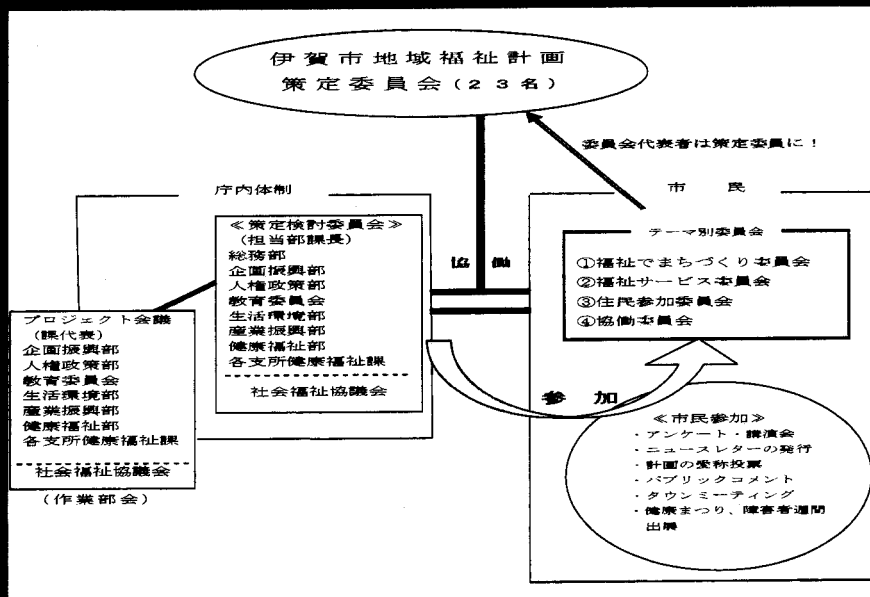 伊賀市地域福祉計画
策定委員会(23名)
委員会代表者は策定委員に!
庁内体制
≪策定検討委員会≫
(担当部課長)
総務部
企画振興部
人権政策部
教育委員会
生活環境部
産業振興部
健康福祉部
各支所健康福祉課
社会福祉協議会
プロジェクト会議
(課代表)
企画振興部
人権政策部
教育委員会
生活環境部
産業振興部
健康福祉部
各支所健康福祉課
社会福祉協議会
(作業部会)
協働
参加
市民
テーマ別委員会
①福祉でまちづくり委員会
②福祉サービス委員会
③住民参加委員会
④協働委員会
≪市民参加≫
・アンケート・講演会
・ニュースレターの発行
・計画の愛称投票
・パブリックコメント
・タウンミーティング
・健康まつり、障害者週間
出展